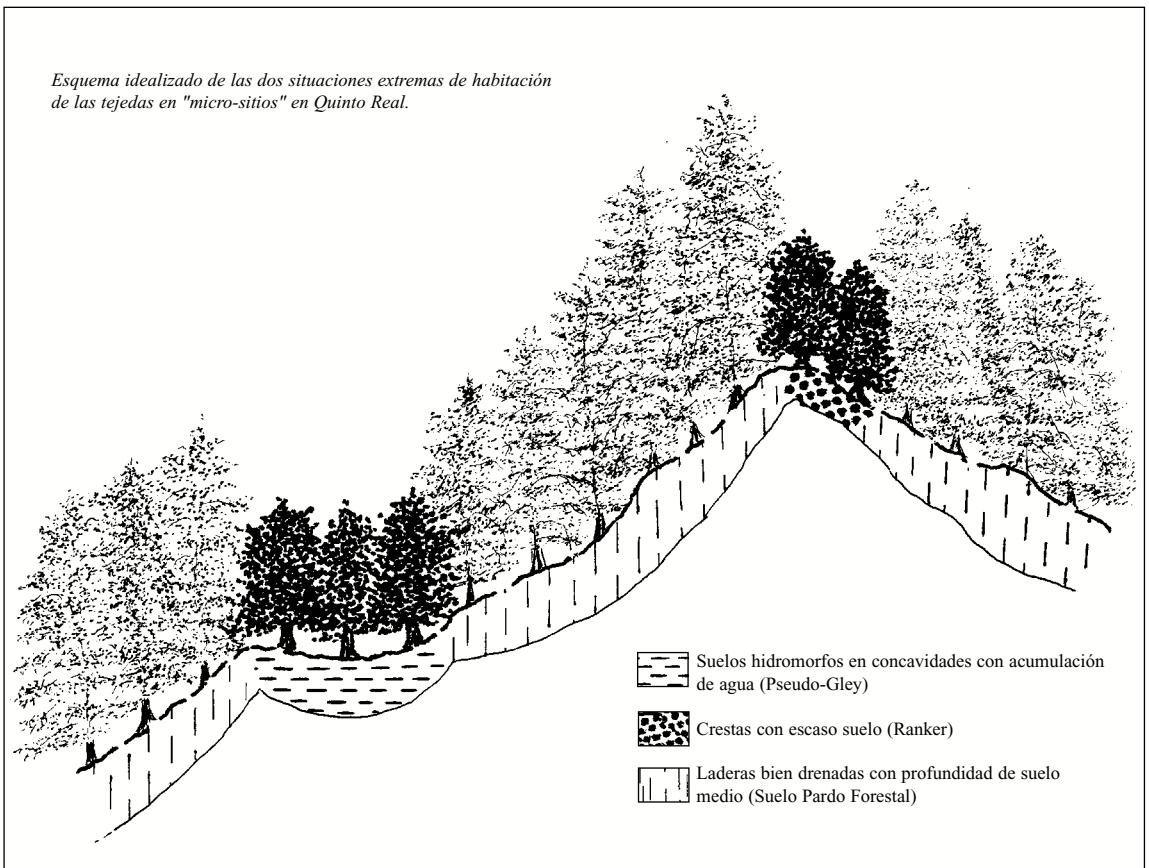 Esquema idealizado de las dos situaciones extremas de habitación
de las tejedas en "micro-sitios" en Quinto Real.
Suelos hidromorfos en concavidades con acumulación
de agua (Pseudo-Gley)
Crestas con escaso suelo (Ranker)
Laderas bien drenadas con profundidad de suelo
medio (Suelo Pardo Forestal)